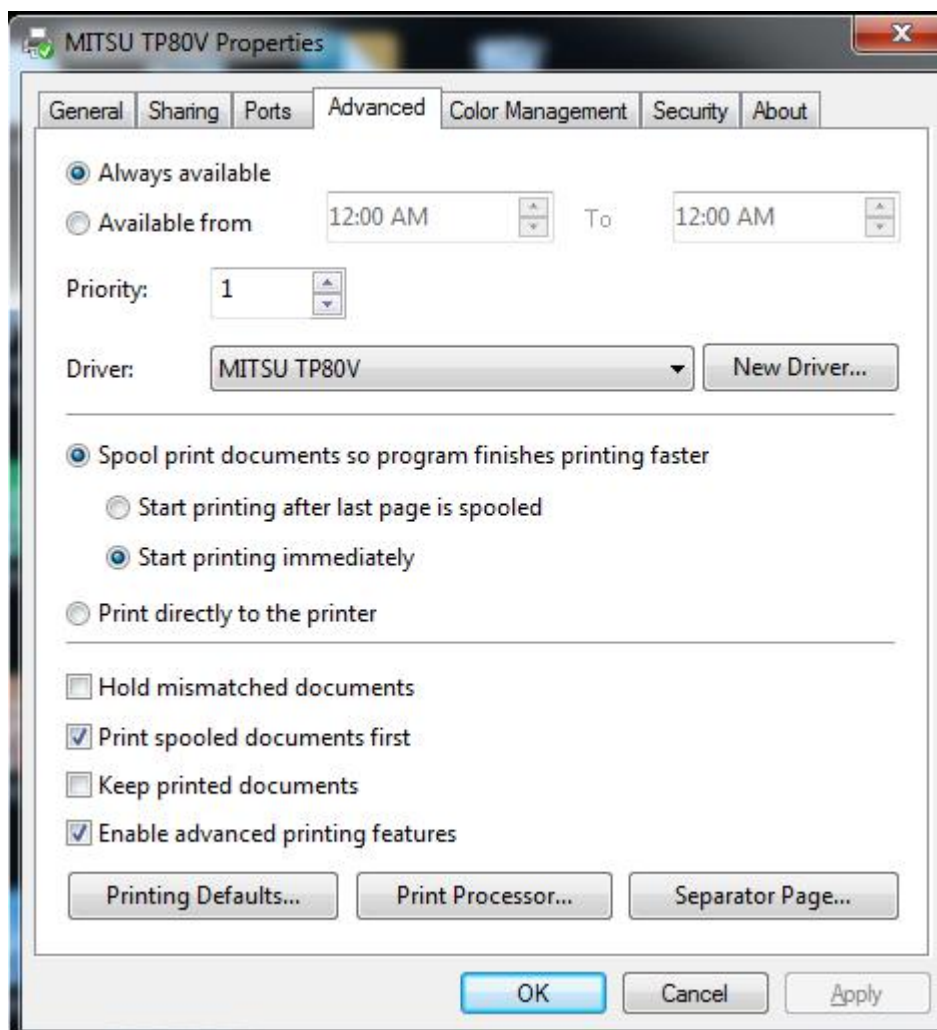 MITSU TP80V Properties
General Sharing Ports Advanced Color Management Security About
Always available
Available from 12:00 AM To 12:00 AM
Priority: 1
Driver: MITSU TP80V New Driver...
Spool print documents so program finishes printing faster
Start printing after last page is spooled
Start printing immediately
Print directly to the printer
Hold mismatched documents
Print spooled documents first
Keep printed documents
Enable advanced printing features
Printing Defaults... Print Processor... Separator Page...
OK Cancel Apply